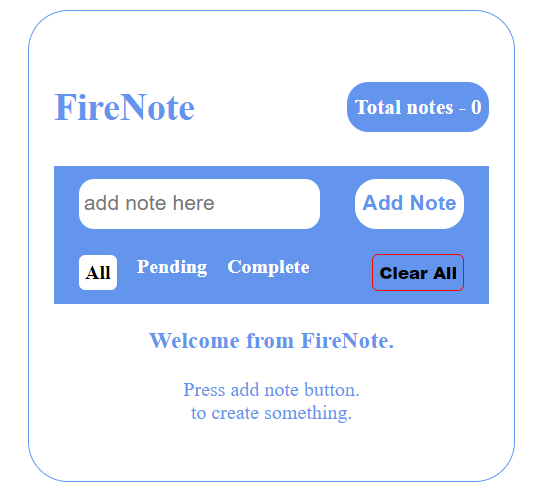 FireNote
Total notes - 0
add note here
Add Note
All
Pending
Complete
Clear All
Welcome from FireNote.
Press add note button.
to create something.